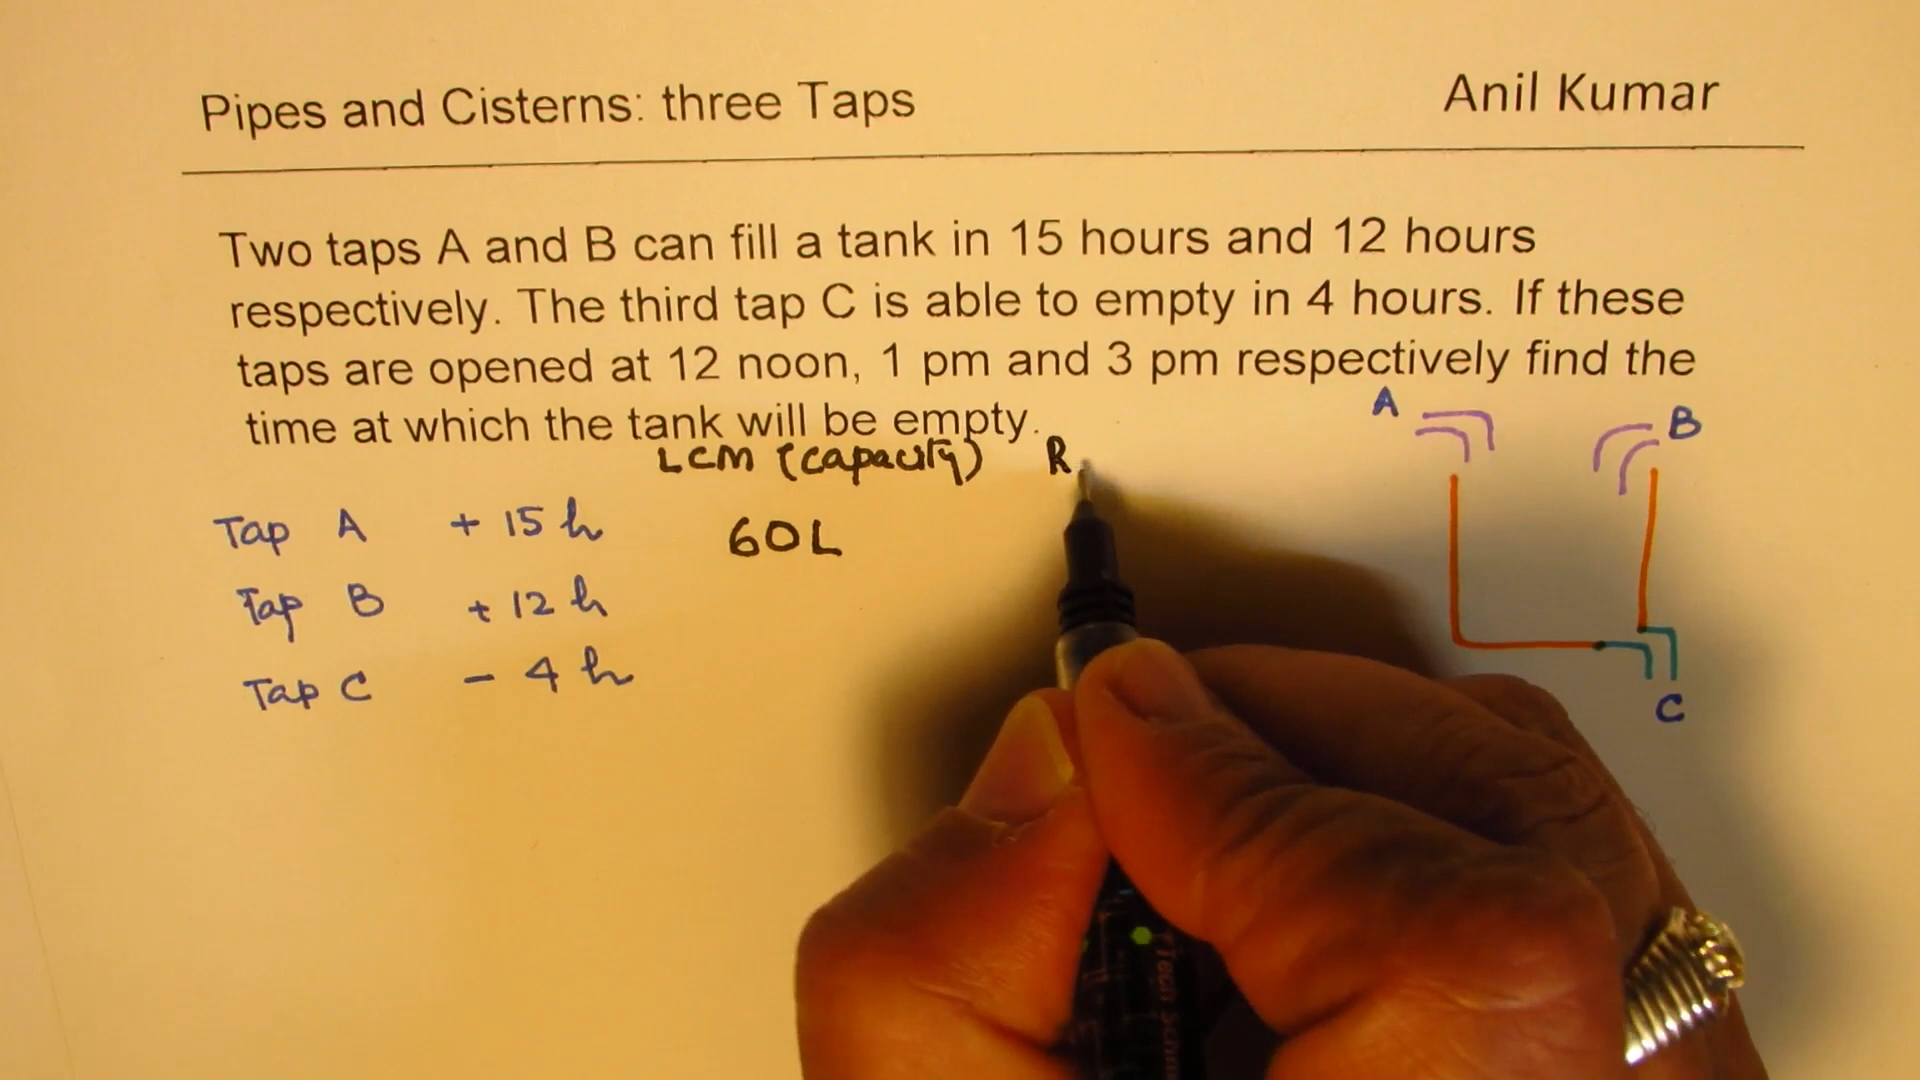 Pipes and Cisterns: three Taps
Anil Kumar
Two taps A and B can fill a tank in 15 hours and 12 hours
respectively. The third tap C is able to empty in 4 hours. If these
taps are opened at 12 noon, 1 pm and 3 pm respectively find the
time at which the tank will be empty.
A
B
LCM (capacity) R
Tap A + 15 h 60L
Tap B + 12 h
Tap C - 4 h
C